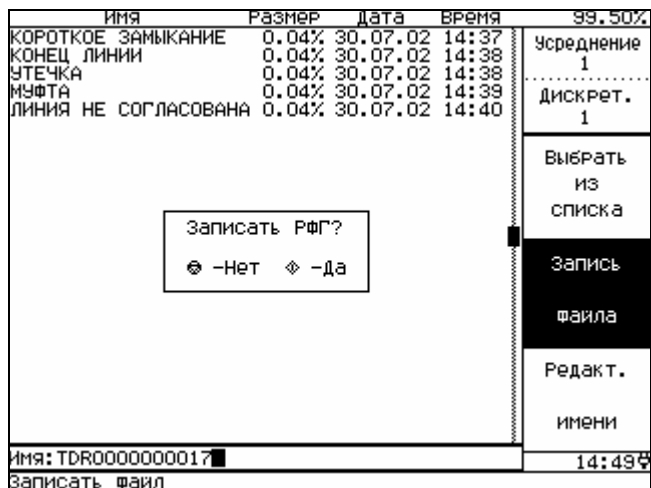 Имя Размер Дата Время 99.50%
КОРОТКОЕ ЗАМЫКАНИЕ 0.04% 30.07.02 14:37
КОНЕЦ ЛИНИИ 0.04% 30.07.02 14:38
УТЕЧКА 0.04% 30.07.02 14:38
МУФТА 0.04% 30.07.02 14:39
ЛИНИЯ НЕ СОГЛАСОВАНА 0.04% 30.07.02 14:40
Усреднение
1
Дискрет.
1
Выбрать
из
списка
Записать РФГ?
-Нет -Да
Запись
файла
Редакт.
имени
Имя:TDR0000000017
14:49
Записать файл